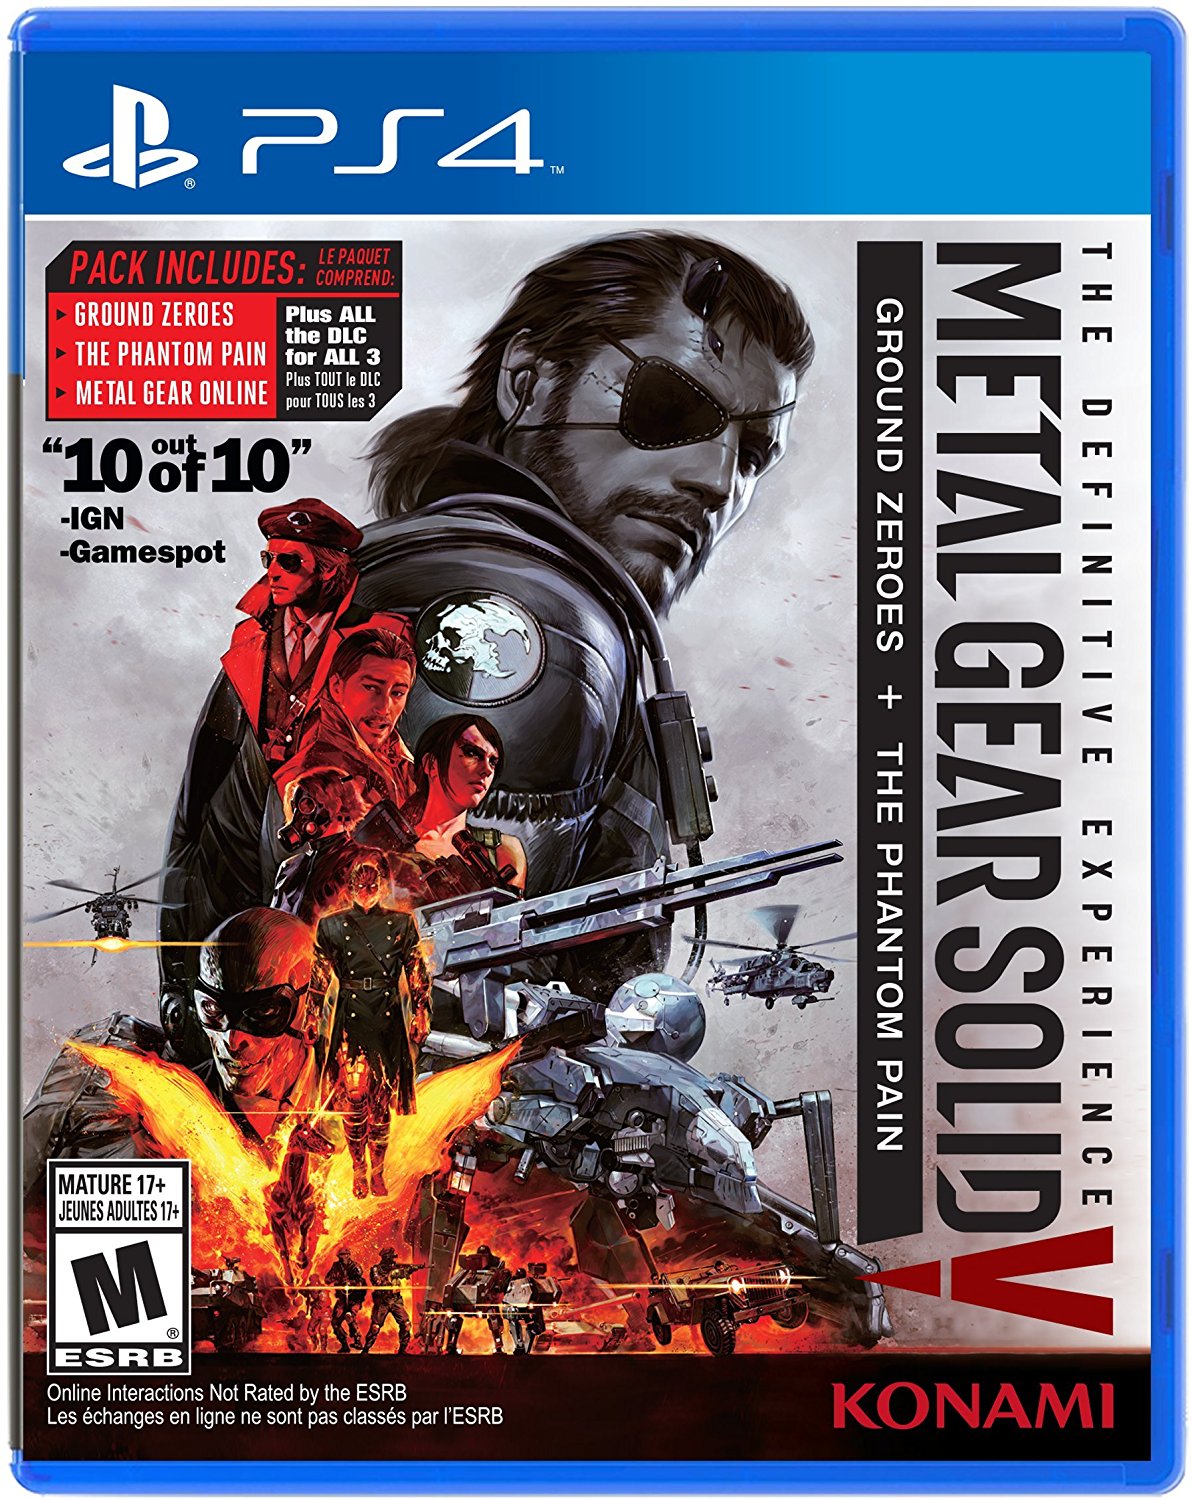 PS4™
PACK INCLUDES:
LE PAQUET
COMPREND:
GROUND ZEROES
THE PHANTOM PAIN
METAL GEAR ONLINE
Plus ALL
the DLC
for ALL 3
Plus TOUT le DLC
pour TOUS les 3
“10 out of 10”
-IGN
-Gamespot
THE DEFINITIVE EXPERIENCE
METAL GEAR SOLID V
GROUND ZEROES + THE PHANTOM PAIN
MATURE 17+
JEUNES ADULTES 17+
M®
ESRB
Online Interactions Not Rated by the ESRB
Les échanges en ligne ne sont pas classés par l’ESRB
KONAMI